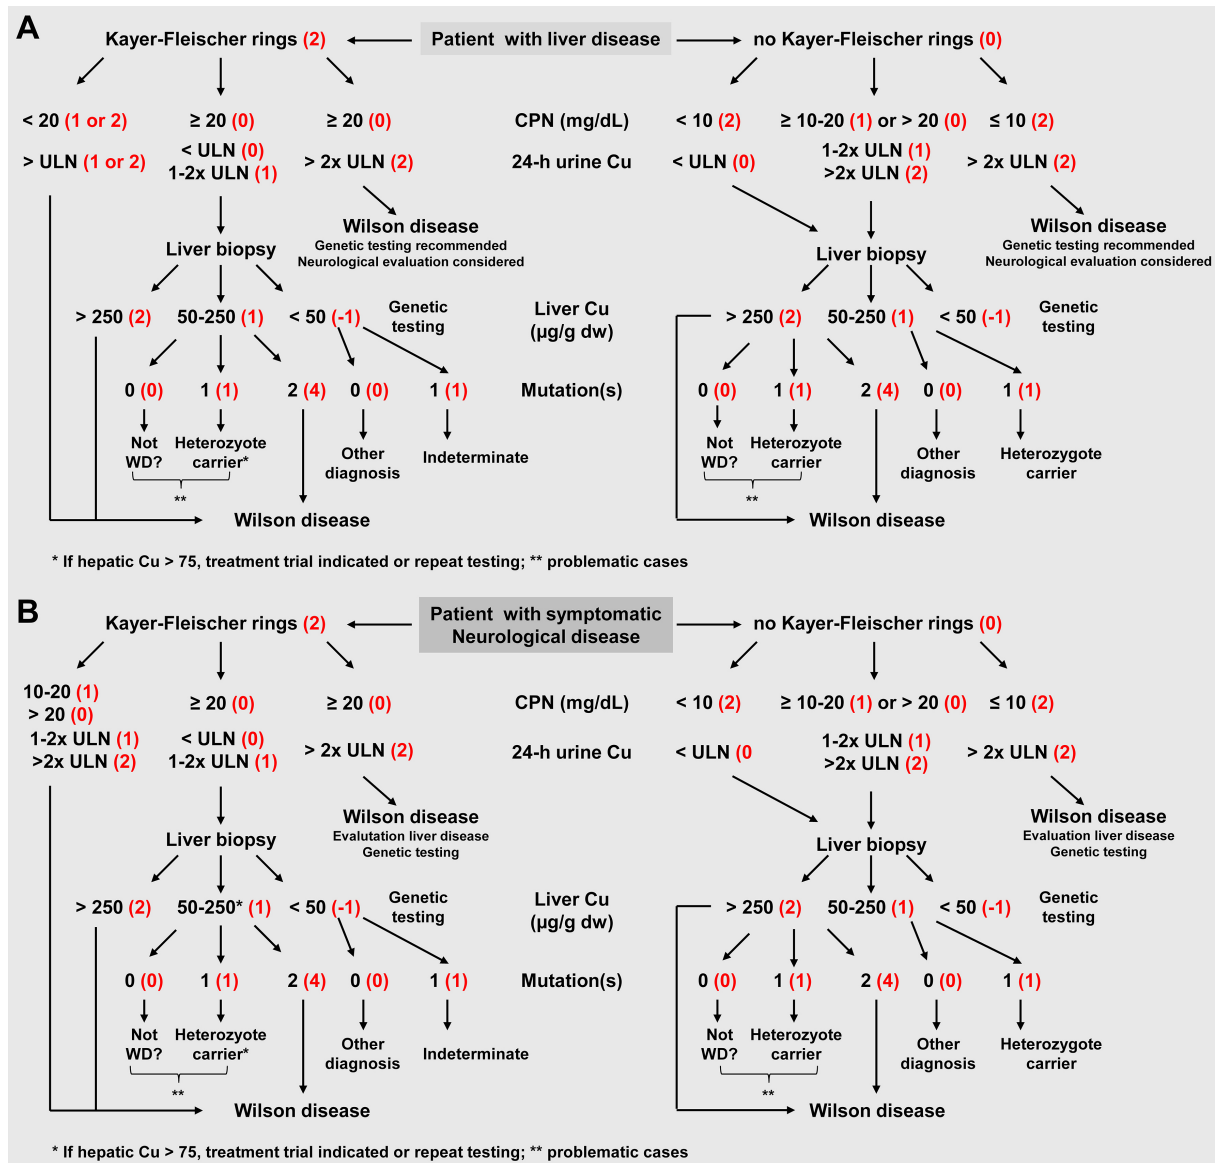 A
Kayer-Fleischer rings (2)
Patient with liver disease
no Kayer-Fleischer rings (0)
< 20 (1 or 2)
≥ 20 (0)
≥ 20 (0)
CPN (mg/dL)
< 10 (2)
≥ 10-20 (1) or > 20 (0)
≤ 10 (2)
> ULN (1 or 2)
< ULN (0)
1-2x ULN (1)
> 2x ULN (2)
24-h urine Cu
< ULN (0)
1-2x ULN (1)
>2x ULN (2)
> 2x ULN (2)
Wilson disease
Genetic testing recommended
Neurological evaluation considered
Wilson disease
Genetic testing recommended
Neurological evaluation considered
Liver biopsy
Liver biopsy
> 250 (2)
50-250 (1)
< 50 (-1)
Genetic
testing
Liver Cu
(µg/g dw)
> 250 (2)
50-250 (1)
< 50 (-1)
Genetic
testing
0 (0)
1 (1)
2 (4)
0 (0)
1 (1)
Mutation(s)
0 (0)
1 (1)
2 (4)
0 (0)
1 (1)
Not
WD?
Heterozyote
carrier*
Other
diagnosis
Indeterminate
Not
WD?
Heterozyote
carrier
Other
diagnosis
Heterozygote
carrier
**
**
Wilson disease
Wilson disease
* If hepatic Cu > 75, treatment trial indicated or repeat testing; ** problematic cases
B
Kayer-Fleischer rings (2)
Patient with symptomatic
Neurological disease
no Kayer-Fleischer rings (0)
10-20 (1)
> 20 (0)
≥ 20 (0)
≥ 20 (0)
CPN (mg/dL)
< 10 (2)
≥ 10-20 (1) or > 20 (0)
≤ 10 (2)
1-2x ULN (1)
>2x ULN (2)
< ULN (0)
1-2x ULN (1)
> 2x ULN (2)
24-h urine Cu
< ULN (0
1-2x ULN (1)
>2x ULN (2)
> 2x ULN (2)
Wilson disease
Evalutation liver disease
Genetic testing
Wilson disease
Evaluation liver disease
Genetic testing
Liver biopsy
Liver biopsy
> 250 (2)
50-250* (1)
< 50 (-1)
Genetic
testing
Liver Cu
(µg/g dw)
> 250 (2)
50-250 (1)
< 50 (-1)
Genetic
testing
0 (0)
1 (1)
2 (4)
0 (0)
1 (1)
Mutation(s)
0 (0)
1 (1)
2 (4)
0 (0)
1 (1)
Not
WD?
Heterozyote
carrier*
Other
diagnosis
Indeterminate
Not
WD?
Heterozyote
carrier
Other
diagnosis
Heterozygote
carrier
**
**
Wilson disease
Wilson disease
* If hepatic Cu > 75, treatment trial indicated or repeat testing; ** problematic cases